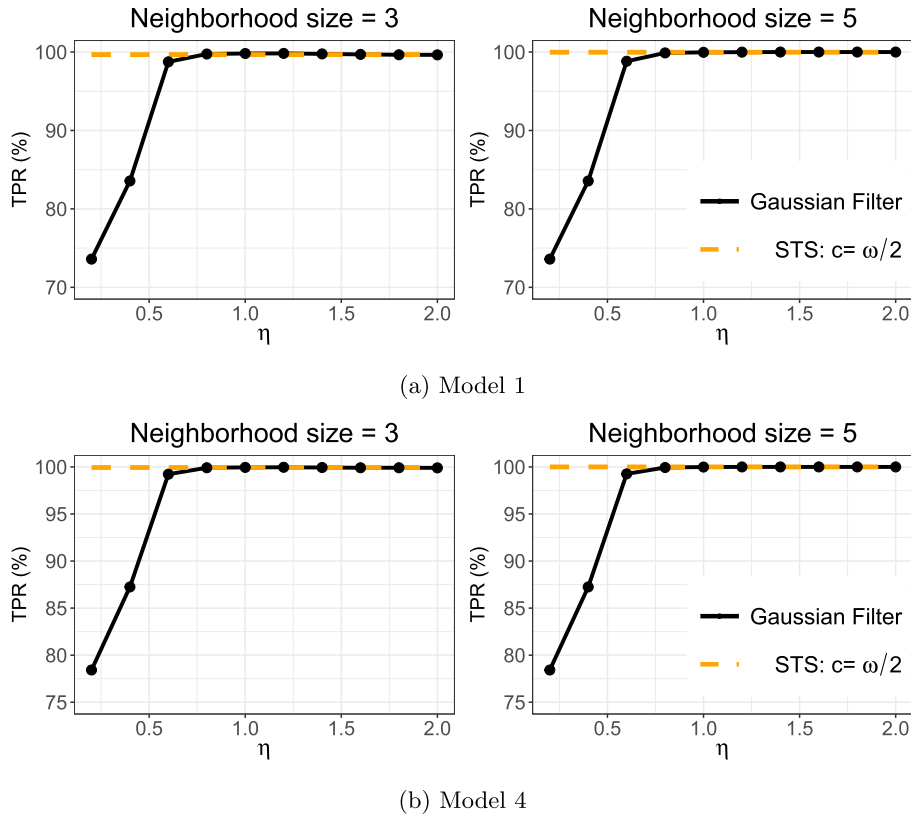 Neighborhood size = 3
Neighborhood size = 5
TPR (%)
100
90
80
70
0.5 1.0 1.5 2.0
η
TPR (%)
100
90
80
70
Gaussian Filter
STS: c= ω/2
0.5 1.0 1.5 2.0
η
(a) Model 1
Neighborhood size = 3
Neighborhood size = 5
TPR (%)
100
95
90
85
80
75
0.5 1.0 1.5 2.0
η
TPR (%)
100
95
90
85
80
75
Gaussian Filter
STS: c= ω/2
0.5 1.0 1.5 2.0
η
(b) Model 4